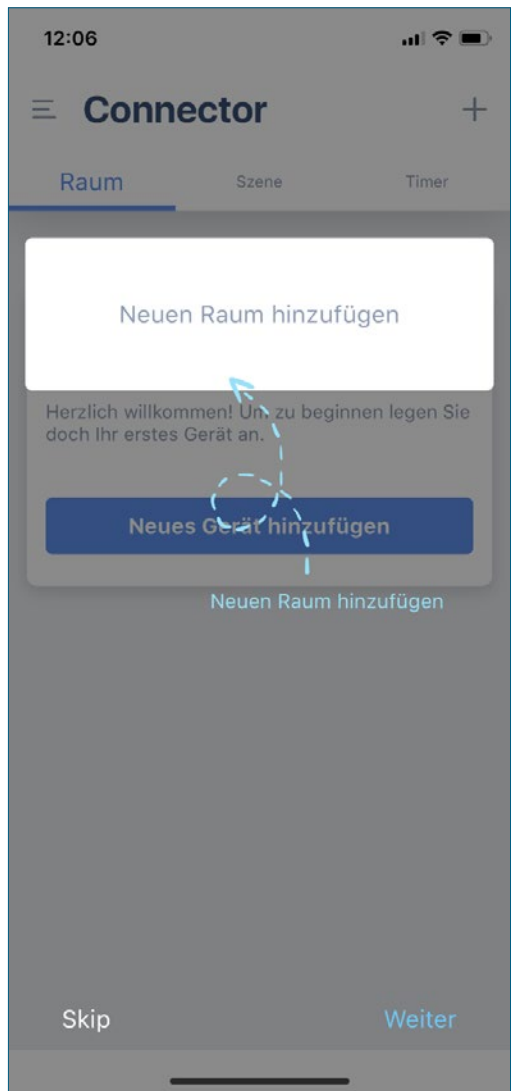 12:06
Connector
Raum Szene Timer
Neuen Raum hinzufügen
Herzlich willkommen! Um zu beginnen legen Sie
doch Ihr erstes Gerät an.
Neues Gerät hinzufügen
Neuen Raum hinzufügen
Skip Weiter